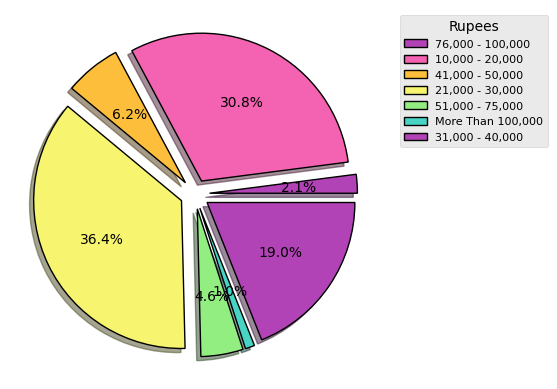 Rupees
76,000 - 100,000
10,000 - 20,000
41,000 - 50,000
21,000 - 30,000
51,000 - 75,000
More Than 100,000
31,000 - 40,000
30.8%
6.2%
2.1%
36.4%
19.0%
1.0%
4.6%